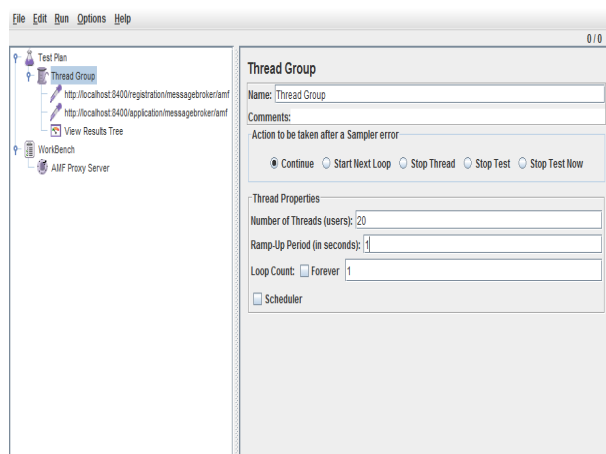 File Edit Run Options Help
0 / 0
Test Plan
Thread Group
http://localhost:8400/registration/messagebroker/amf
http://localhost:8400/application/messagebroker/amf
View Results Tree
WorkBench
AMF Proxy Server
Thread Group
Name: Thread Group
Comments:
Action to be taken after a Sampler error
Continue Start Next Loop Stop Thread Stop Test Stop Test Now
Thread Properties
Number of Threads (users): 20
Ramp-Up Period (in seconds): 1
Loop Count: Forever 1
Scheduler